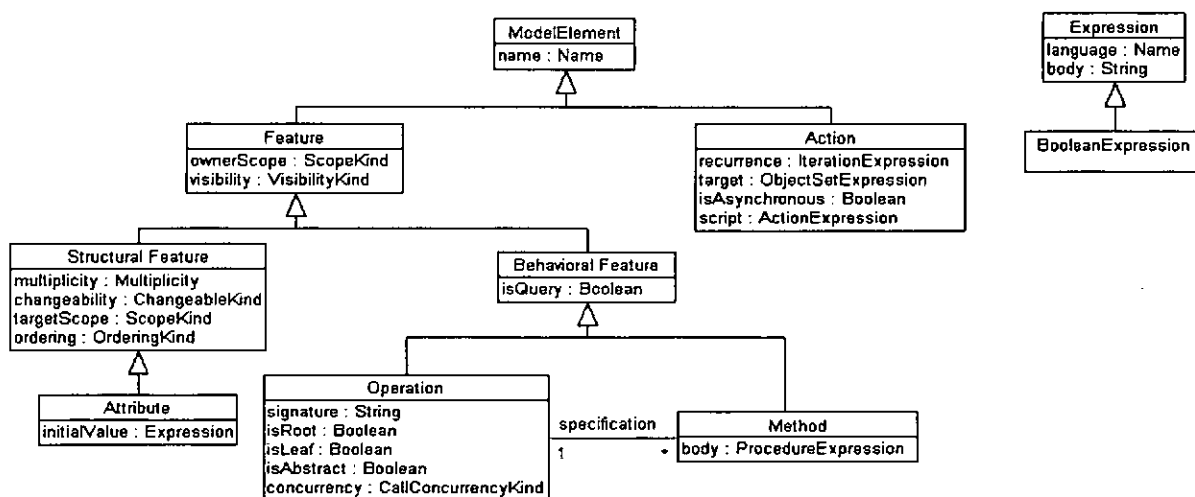 ModelElement
name : Name
Expression
language : Name
body : String
BooleanExpression
Feature
ownerScope : ScopeKind
visibility : VisibilityKind
Action
recurrence : IterationExpression
target : ObjectSetExpression
isAsynchronous : Boolean
script : ActionExpression
Structural Feature
multiplicity : Multiplicity
changeability : ChangeableKind
targetScope : ScopeKind
ordering : OrderingKind
Behavioral Feature
isQuery : Boolean
Attribute
initialValue : Expression
Operation
signature : String
isRoot : Boolean
isLeaf : Boolean
isAbstract : Boolean
concurrency : CallConcurrencyKind
specification
1
*
Method
body : ProcedureExpression